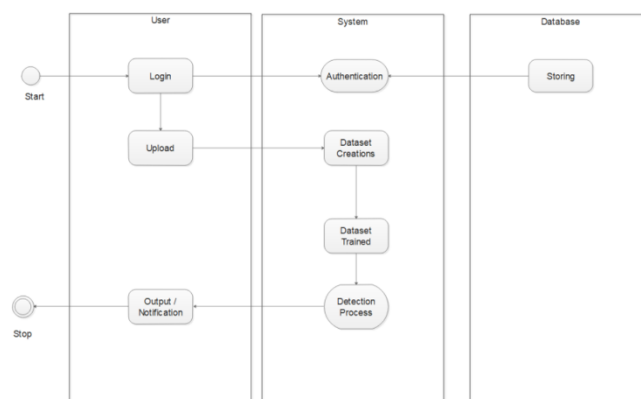 User
System
Database
Login
Authentication
Storing
Start
Upload
Dataset
Creations
Dataset
Trained
Output /
Notification
Detection
Process
Stop